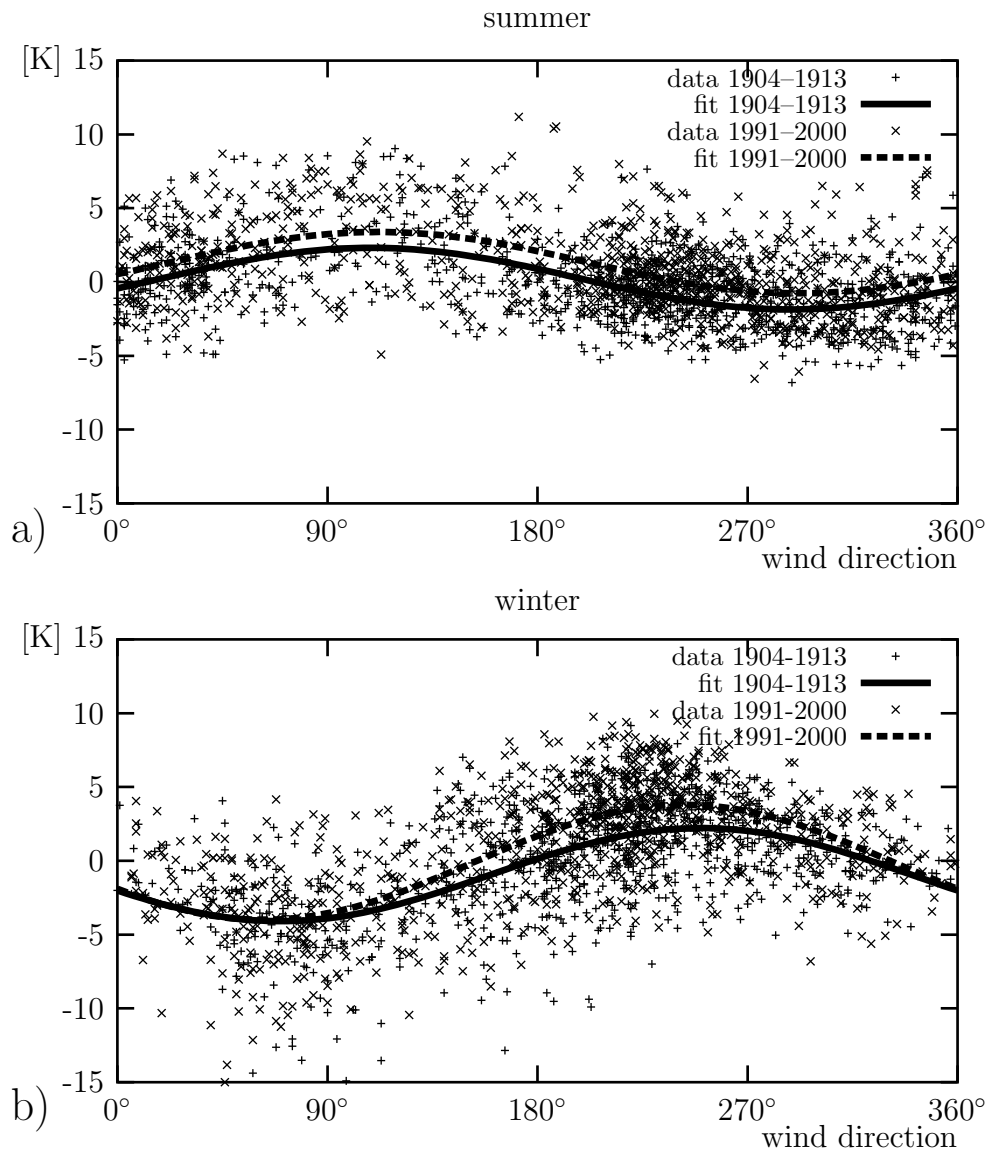 summer
[K] 15
data 1904–1913
fit 1904–1913
10
data 1991–2000
fit 1991–2000
5
0
-5
-10
-15
a)
0° 90° 180° 270° 360°
wind direction
winter
[K] 15
data 1904-1913
fit 1904-1913
10
data 1991-2000
fit 1991-2000
5
0
-5
-10
-15
b)
0° 90° 180° 270° 360°
wind direction